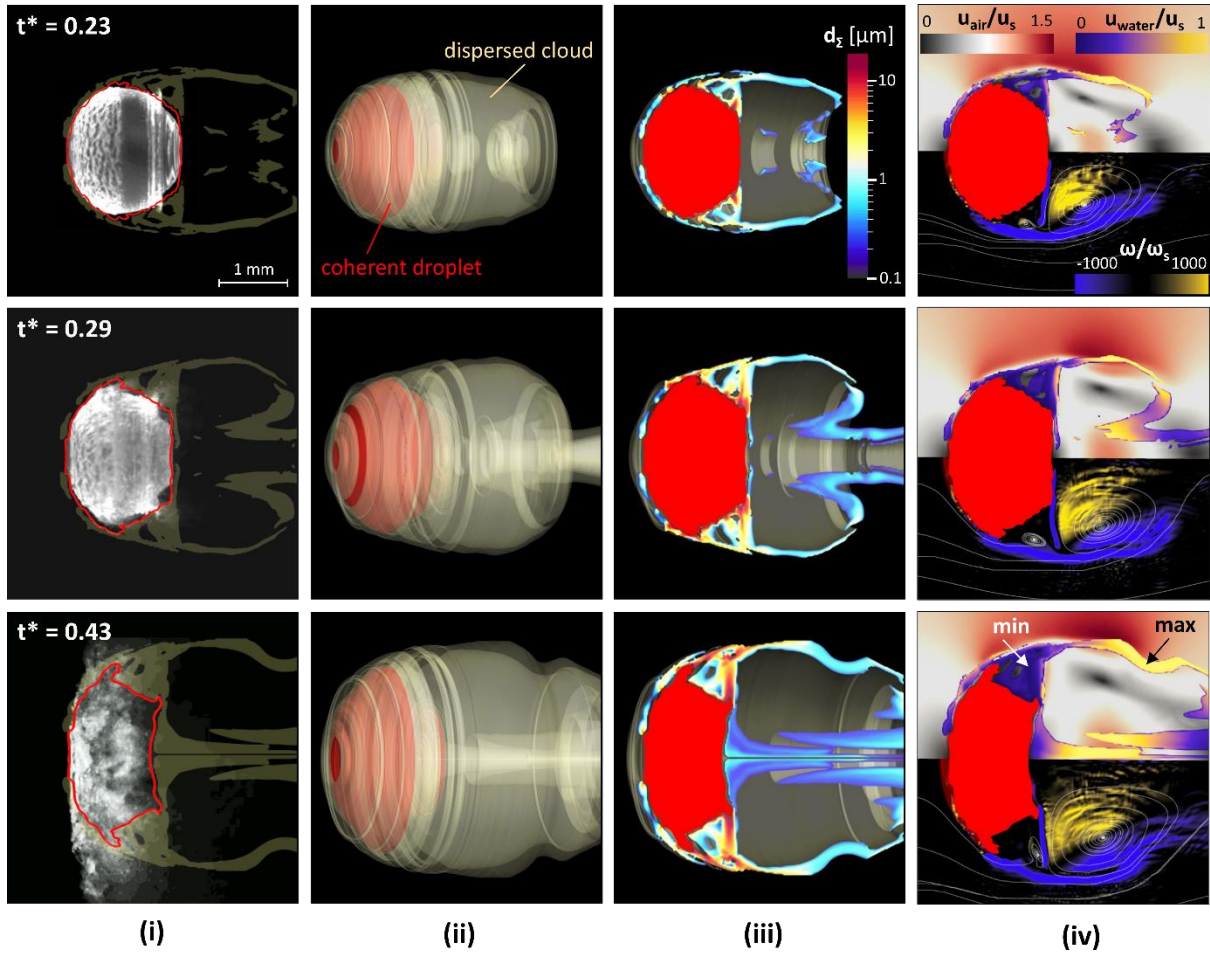 t* = 0.23
1 mm
dispersed cloud
coherent droplet
d_Σ [μm]
10
1
0.1
0 u_air/u_s 1.5
0 u_water/u_s 1
ω/ω_s
-1000 1000
t* = 0.29
t* = 0.43
min
max
(i)
(ii)
(iii)
(iv)